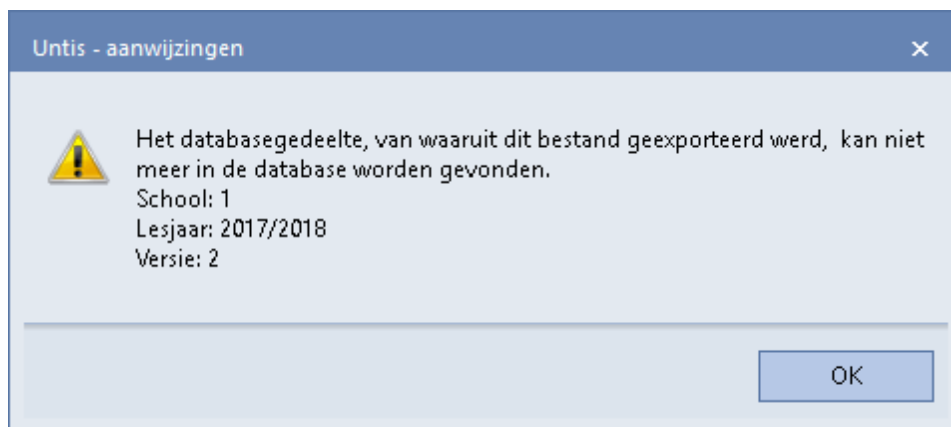 Untis - aanwijzingen
Het databasegedeelte, van waaruit dit bestand geexporteerd werd,  kan niet
meer in de database worden gevonden.
School: 1
Lesjaar: 2017/2018
Versie: 2
OK